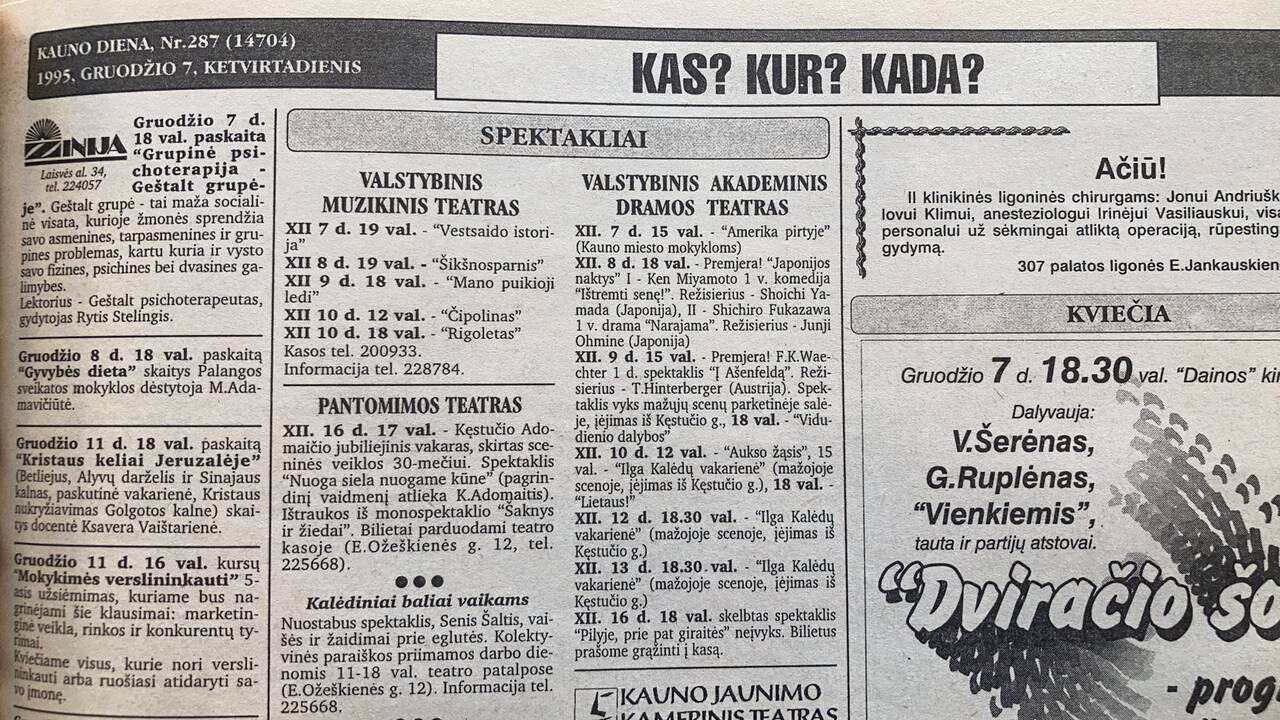 KAUNO DIENA, Nr.287 (14704)
1995, GRUODŽIO 7, KETVIRTADIENIS
KAS? KUR? KADA?
ŽINIJA
Laisvės al. 34,
tel. 224057
Gruodžio 7 d.
18 val. paskaita
“Grupinė psi-
choterapija -
Geštalt grupė-
je”. Geštalt grupė - tai maža sociali-
nė visata, kurioje žmonės sprendžia
savo asmenines, tarpasmenines ir gru-
pines problemas, kartu kuria ir vysto
savo fizines, psichines bei dvasines ga-
limybes.
Lektorius - Geštalt psichoterapeutas,
gydytojas Rytis Stelingis.
Gruodžio 8 d. 18 val. paskaitą
“Gyvybės dieta” skaitys Palangos
sveikatos mokyklos dėstytoja M.Ada-
mavičiūtė.
Gruodžio 11 d. 18 val. paskaitą
“Kristaus keliai Jeruzalėje”
(Betliejus, Alyvų darželis ir Sinajaus
kalnas, paskutinė vakarienė, Kristaus
nukryžiavimas Golgotos kalne) skai-
tys docentė Ksavera Vaištarienė.
Gruodžio 11 d. 16 val. kursų
“Mokykimės verslininkauti” 5-
asis užsiėmimas, kuriame bus na-
grinėjami šie klausimai: marketin-
ginė veikla, rinkos ir konkurentų ty-
rimai.
Kviečiame visus, kurie nori versli-
ninkauti arba ruošiasi atidaryti sa-
vo įmonę.
SPEKTAKLIAI
VALSTYBINIS
MUZIKINIS TEATRAS
XII 7 d. 19 val. - “Vestsaido istori-
ja”
XII 8 d. 19 val. - “Šikšnosparnis”
XII 9 d. 18 val. - “Mano puikioji
ledi”
XII 10 d. 12 val. - “Čipolinas”
XII 10 d. 18 val. - “Rigoletas”
Kasos tel. 200933.
Informacija tel. 228784.
PANTOMIMOS TEATRAS
XII. 16 d. 17 val. - Kęstučio Ado-
maičio jubiliejinis vakaras, skirtas sce-
ninės veiklos 30-mečiui. Spektaklis
“Nuoga siela nuogame kūne” (pagrin-
dinį vaidmenį atlieka K.Adomaitis).
Ištraukos iš monospektaklio “Šaknys
ir žiedai”. Bilietai parduodami teatro
kasoje (E.Ožeškienės g. 12, tel.
225668).
Kalėdiniai baliai vaikams
Nuostabus spektaklis, Senis Šaltis, vai-
šės ir žaidimai prie eglutės. Kolekty-
vinės paraiškos priimamos darbo die-
nomis 11-18 val. teatro patalpose
(E.Ožeškienės g. 12). Informacija tel.
225668.
VALSTYBINIS AKADEMINIS
DRAMOS TEATRAS
XII. 7 d. 15 val. - “Amerika pirtyje”
(Kauno miesto mokykloms)
XII. 8 d. 18 val. - Premjera! “Japonijos
naktys” I - Ken Miyamoto 1 v. komedija
“Ištremti senę!”. Režisierius - Shoichi Ya-
mada (Japonija), II - Shichiro Fukazawa
1 v. drama “Narajama”. Režisierius - Junji
Ohmine (Japonija)
XII. 9 d. 15 val. - Premjera! F.K.Wae-
chter 1 d. spektaklis “Į Ašenfeldą”. Reži-
sierius - T.Hinterberger (Austrija). Spek-
taklis vyks mažųjų scenų parketinėje salė-
je, įėjimas iš Kęstučio g., 18 val. - “Vidu-
dienio dalybos”
XII. 10 d. 12 val. - “Aukso žąsis”, 15
val. - “Ilga Kalėdų vakarienė” (mažojoje
scenoje, įėjimas iš Kęstučio g.), 18 val. -
“Lietaus!”
XII. 12 d. 18.30 val. - “Ilga Kalėdų
vakarienė” (mažojoje scenoje, įėjimas iš
Kęstučio g.)
XII. 13 d. 18.30 val. - “Ilga Kalėdų
vakarienė” (mažojoje scenoje, įėjimas iš
Kęstučio g.)
XII. 16 d. 18 val. skelbtas spektaklis
“Pilyje, prie pat giraitės” neįvyks. Bilietus
prašome grąžinti į kasą.
KAUNO JAUNIMO
KAMERINIS TEATRAS
Ačiū!
II klinikinės ligoninės chirurgams: Jonui Andriušk
lovui Klimui, anesteziologui Irinėjui Vasiliauskui, visa
personalui už sėkmingai atliktą operaciją, rūpesting
gydymą.
307 palatos ligonės E.Jankauskien
KVIEČIA
Gruodžio 7 d. 18.30 val. “Dainos” kin
Dalyvauja:
V.Šerėnas,
G.Ruplėnas,
“Vienkiemis”,
tauta ir partijų atstovai.
“Dviračio šo
- prog